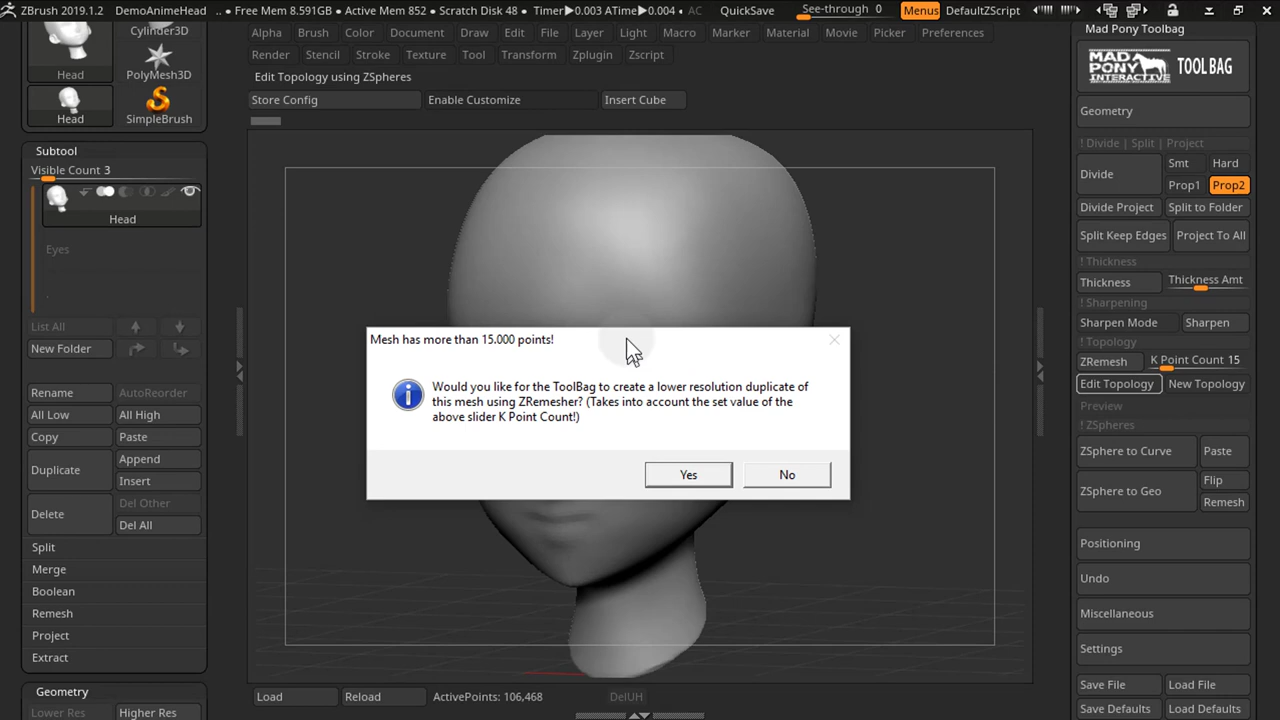 ZBrush 2019.1.2 DemoAnimeHead .. • Free Mem 8.591GB • Active Mem 852 • Scratch Disk 48 • Timer▶0.003 ATime▶0.004 • AC QuickSave See-through 0 Menus DefaultZScript
Cylinder3D
Head
PolyMesh3D
Head
SimpleBrush
Subtool
Visible Count 3
Head
Eyes
List All
New Folder
Rename
AutoReorder
All Low
All High
Copy
Paste
Duplicate
Append
Insert
Delete
Del Other
Del All
Split
Merge
Boolean
Remesh
Project
Extract
Geometry
Lower Res
Higher Res
Alpha Brush Color Document Draw Edit File Layer Light Macro Marker Material Movie Picker Preferences
Render Stencil Stroke Texture Tool Transform Zplugin Zscript
Edit Topology using ZSpheres
Store Config Enable Customize Insert Cube
Mesh has more than 15.000 points!
Would you like for the ToolBag to create a lower resolution duplicate of
this mesh using ZRemesher? (Takes into account the set value of the
above slider K Point Count!)
Yes No
Load Reload ActivePoints: 106,468 DelUH
Mad Pony Toolbag
MAD PONY INTERACTIVE TOOL BAG
Geometry
! Divide | Split | Project
Divide
Smt Hard
Prop1 Prop2
Divide Project Split to Folder
Split Keep Edges Project To All
! Thickness
Thickness Thickness Amt
! Sharpening
Sharpen Mode Sharpen
! Topology
ZRemesh K Point Count 15
Edit Topology New Topology
Preview
! ZSpheres
ZSphere to Curve Paste
ZSphere to Geo
Flip
Remesh
Positioning
Undo
Miscellaneous
Settings
Save File Load File
Save Defaults Load Defaults